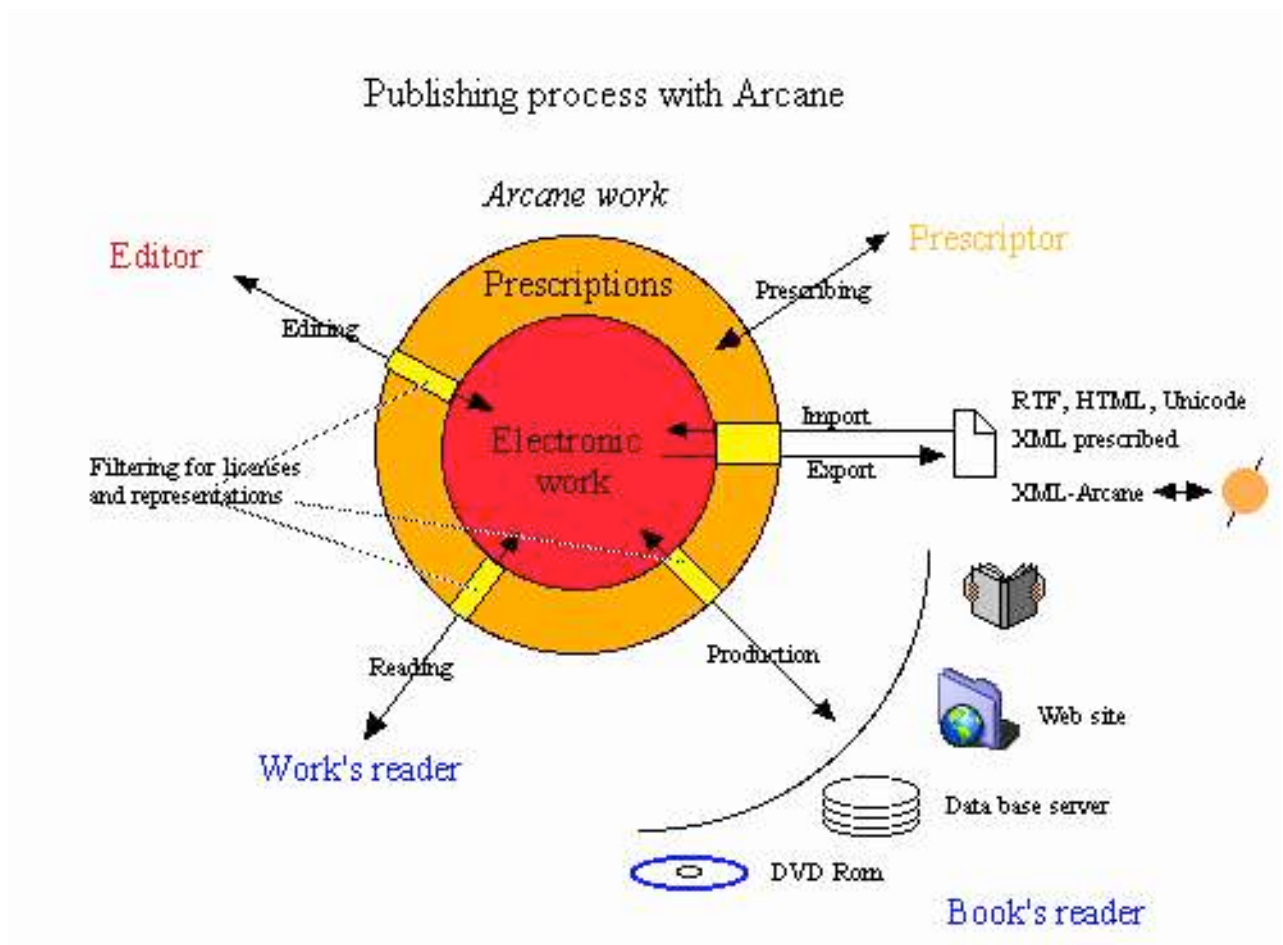 Publishing process with Arcane
Arcane work
Editor
Prescriptor
Prescriptions
Prescribing
Editing
RTF, HTML, Unicode
Import
XML prescribed
Electronic
work
Export
Filtering for licenses
and representations
XML-Arcane
Reading
Production
Web site
Work's reader
Data base server
DVD Rom
Book's reader